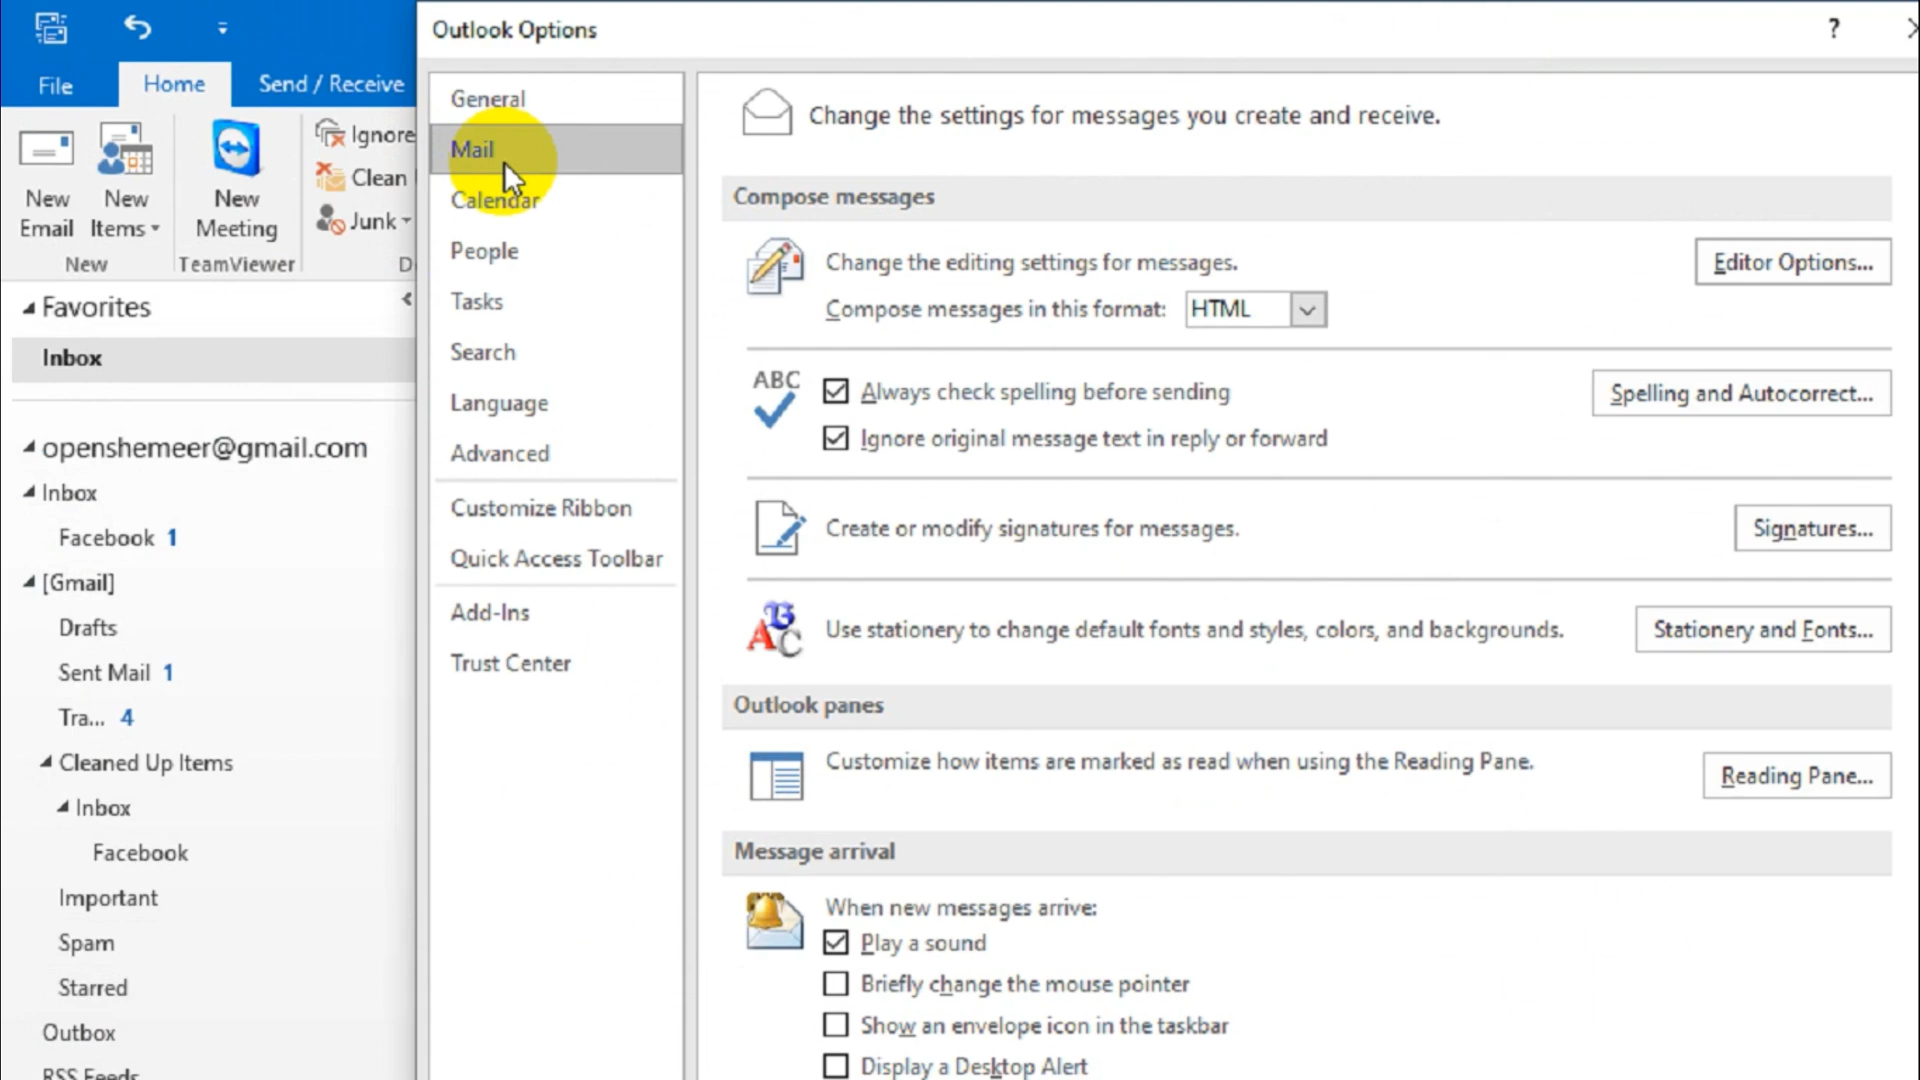 Outlook Options
?
File
Home
Send / Receive
New
Email
New
Items
New
Meeting
Ignore
Clean
Junk
New
TeamViewer
D
Favorites
Inbox
openshemeer@gmail.com
Inbox
Facebook 1
[Gmail]
Drafts
Sent Mail 1
Tra... 4
Cleaned Up Items
Inbox
Facebook
Important
Spam
Starred
Outbox
RSS Feeds
General
Mail
Calendar
People
Tasks
Search
Language
Advanced
Customize Ribbon
Quick Access Toolbar
Add-Ins
Trust Center
Change the settings for messages you create and receive.
Compose messages
Change the editing settings for messages.
Editor Options...
Compose messages in this format: HTML
ABC
Always check spelling before sending
Spelling and Autocorrect...
Ignore original message text in reply or forward
Create or modify signatures for messages.
Signatures...
Use stationery to change default fonts and styles, colors, and backgrounds.
Stationery and Fonts...
Outlook panes
Customize how items are marked as read when using the Reading Pane.
Reading Pane...
Message arrival
When new messages arrive:
Play a sound
Briefly change the mouse pointer
Show an envelope icon in the taskbar
Display a Desktop Alert